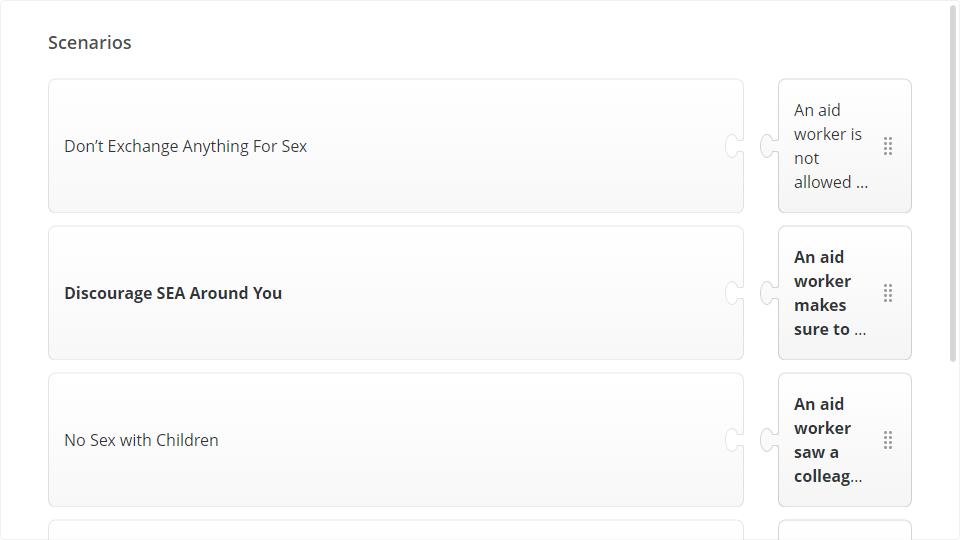 Scenarios
Don’t Exchange Anything For Sex
An aid
worker is
not
allowed ...
Discourage SEA Around You
An aid
worker
makes
sure to ...
No Sex with Children
An aid
worker
saw a
colleag...